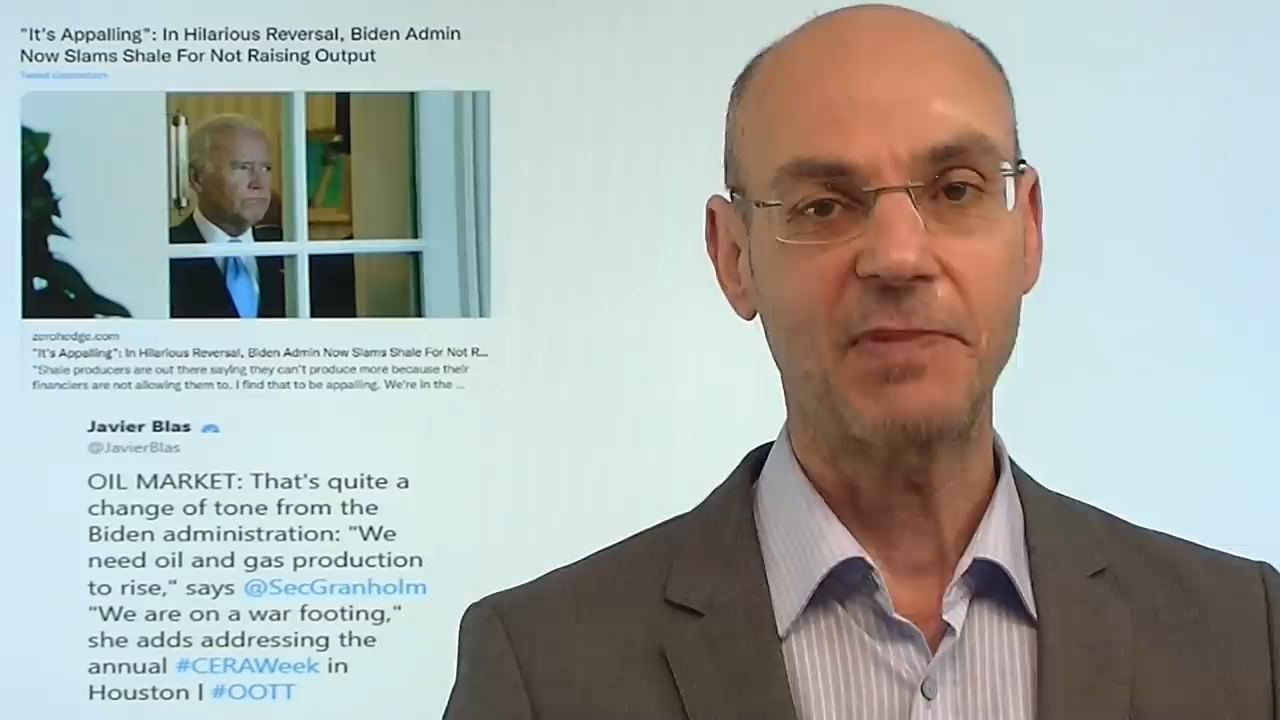 "It's Appalling": In Hilarious Reversal, Biden Admin
Now Slams Shale For Not Raising Output
zerohedge.com
"It's Appalling": In Hilarious Reversal, Biden Admin Now Slams Shale For Not R...
"Shale producers are out there saying they can't produce more because their
financiers are not allowing them to. I find that to be appalling. We're in the ...
Javier Blas
@JavierBlas
OIL MARKET: That's quite a
change of tone from the
Biden administration: "We
need oil and gas production
to rise," says @SecGranholm
"We are on a war footing,"
she adds addressing the
annual #CERAWeek in
Houston | #OOTT